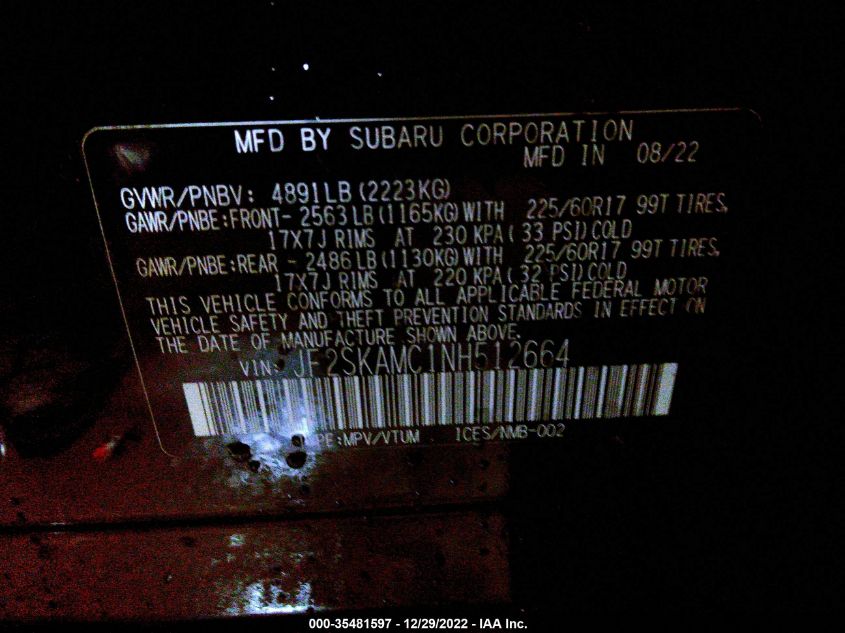 MFD BY SUBARU CORPORATION
MFD IN 08/22
GVWR/PNBV: 4891LB (2223KG)
GAWR/PNBE:FRONT- 2563LB(1165KG)WITH 225/60R17 99T TIRES,
17X7J RIMS AT 230 KPA( 33 PSI)COLD
GAWR/PNBE:REAR - 2486LB(1130KG)WITH 225/60R17 99T TIRES,
17X7J RIMS AT 220 KPA( 32 PSI)COLD
THIS VEHICLE CONFORMS TO ALL APPLICABLE FEDERAL MOTOR
VEHICLE SAFETY AND THEFT PREVENTION STANDARDS IN EFFECT ON
THE DATE OF MANUFACTURE SHOWN ABOVE.
VIN: JF2SKAMC1NH512664
:MPV/VTUM ICES/NMB-002
000-35481597 - 12/29/2022 - IAA Inc.